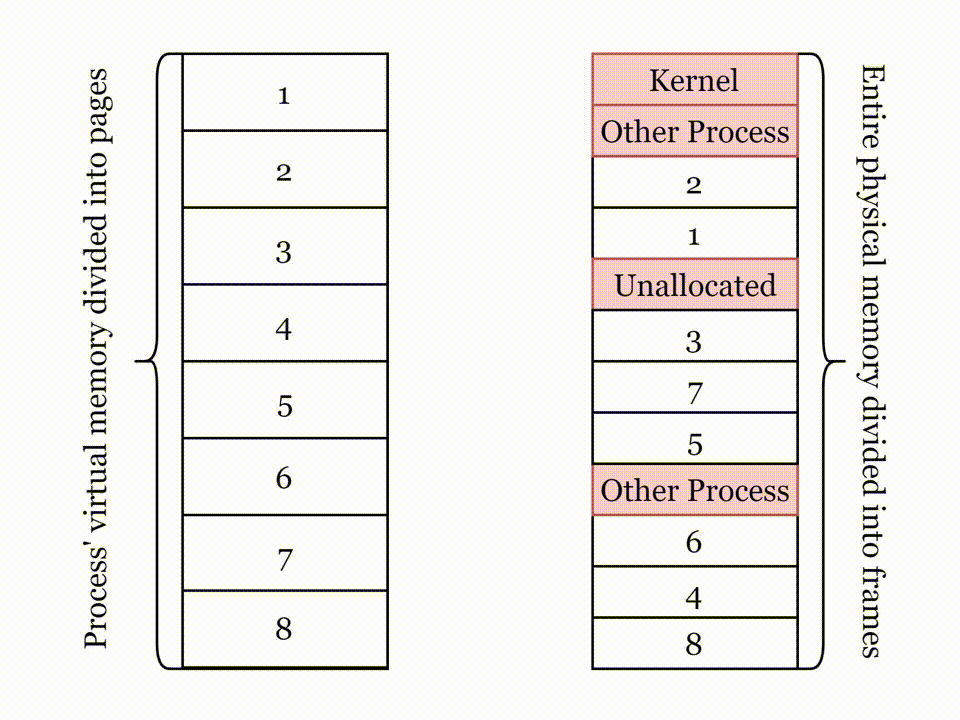 Process' virtual memory divided into pages
1
2
3
4
5
6
7
8
Kernel
Other Process
2
1
Unallocated
3
7
5
Other Process
6
4
8
Entire physical memory divided into frames